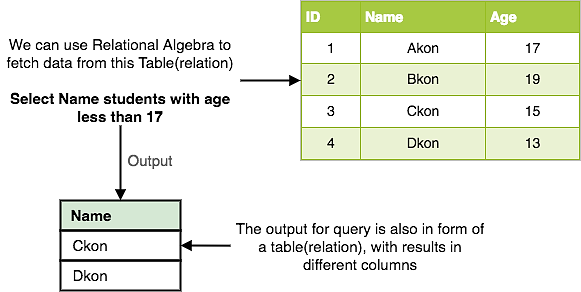 We can use Relational Algebra to
fetch data from this Table(relation)
Select Name students with age
less than 17
ID Name Age
1 Akon 17
2 Bkon 19
3 Ckon 15
4 Dkon 13
Output
Name
Ckon
Dkon
The output for query is also in form of
a table(relation), with results in
different columns